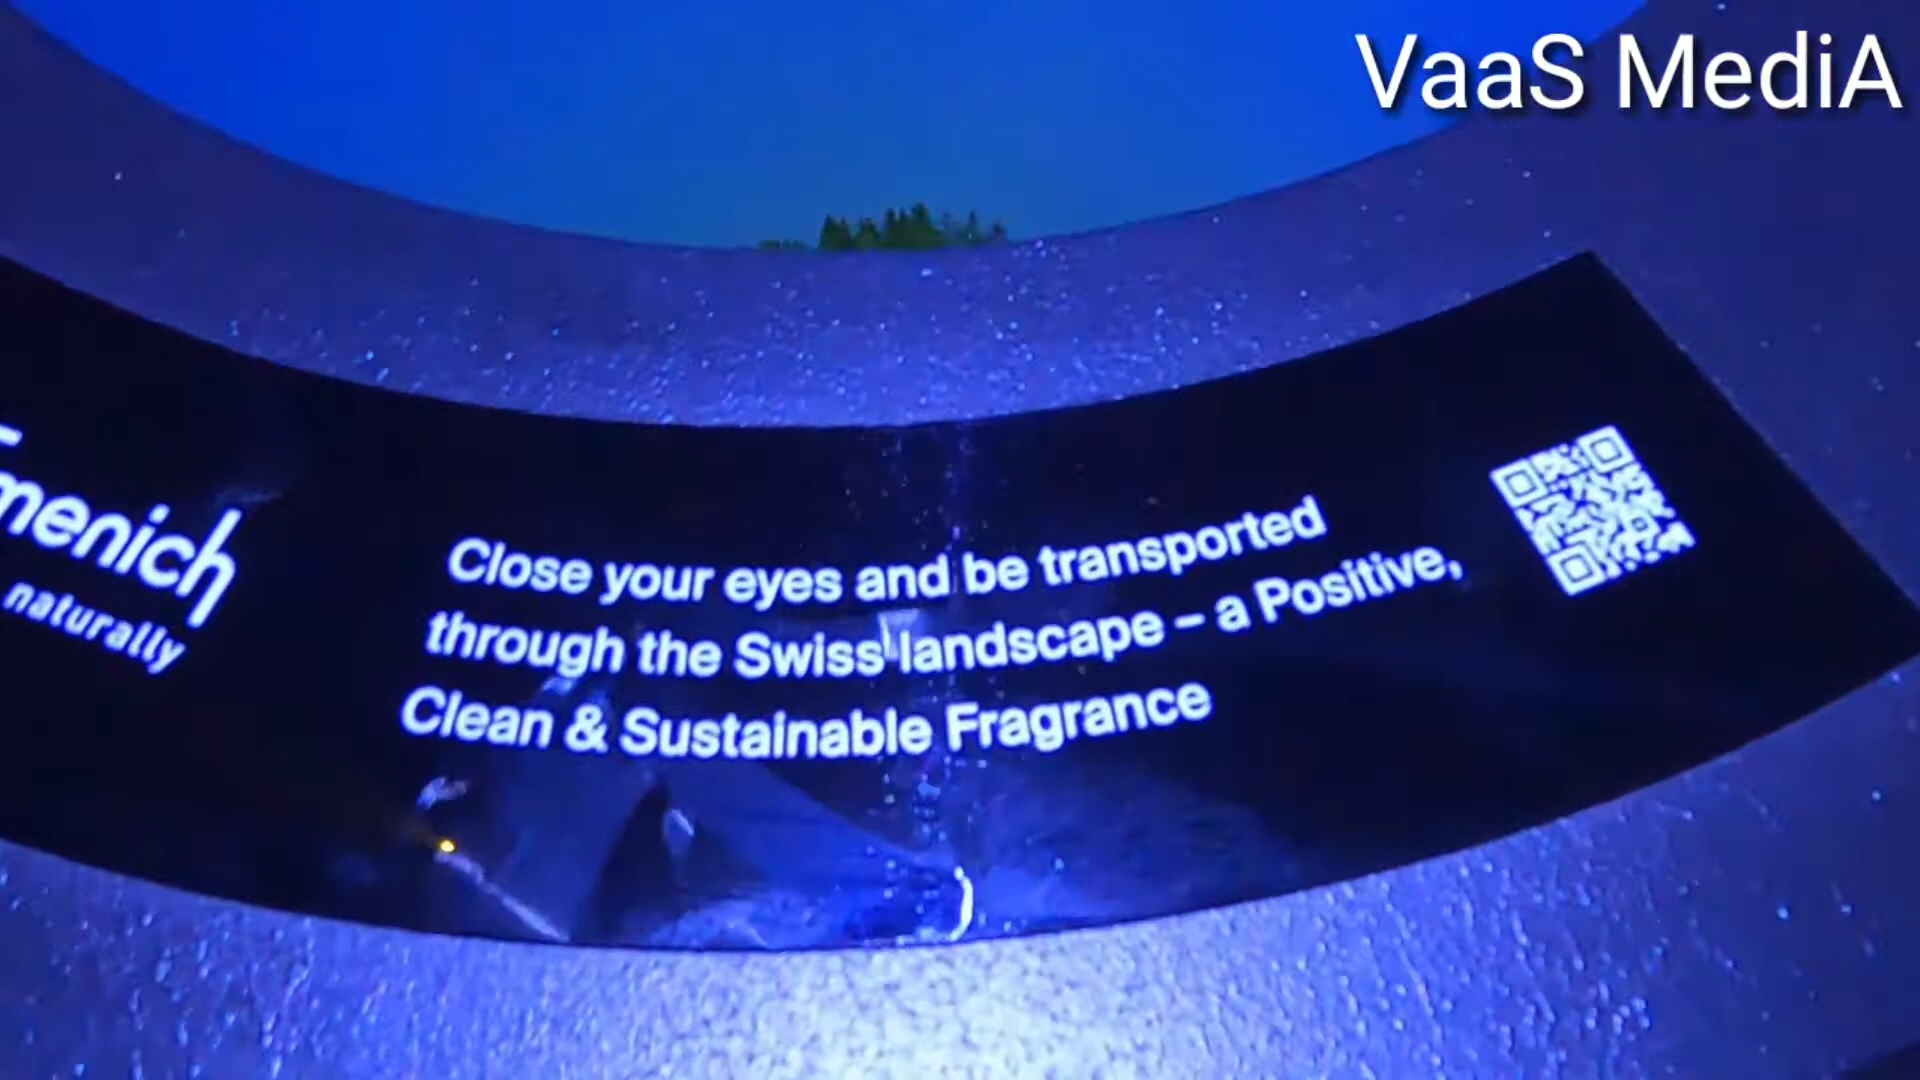 VaaS MediA
menich
naturally
Close your eyes and be transported
through the Swiss landscape – a Positive,
Clean & Sustainable Fragrance